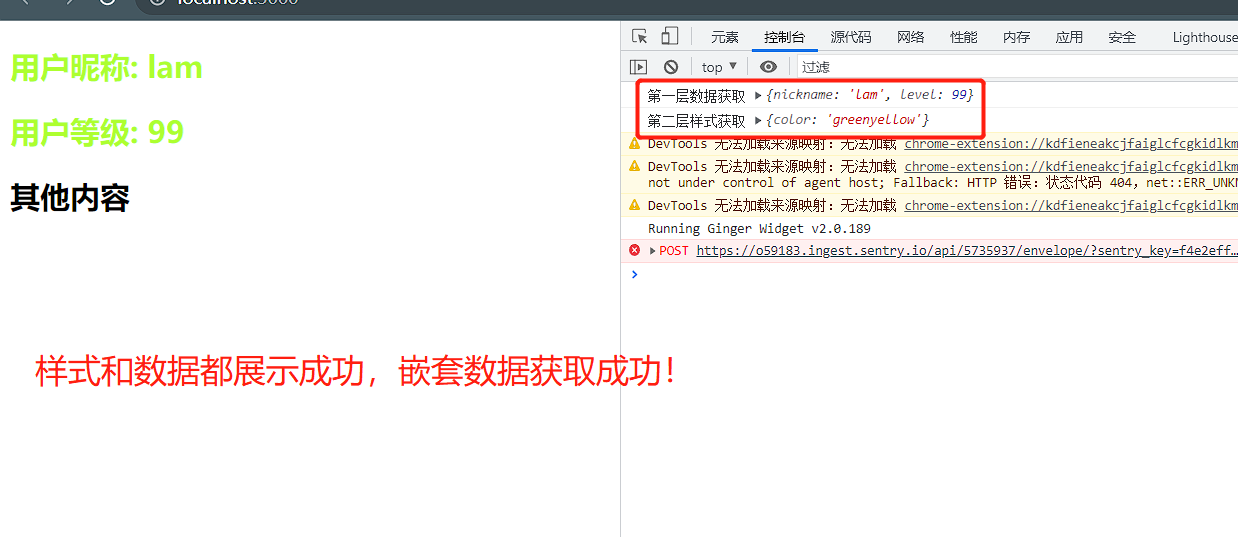 用户昵称: lam
用户等级: 99
其他内容
样式和数据都展示成功，嵌套数据获取成功！
元素 控制台 源代码 网络 性能 内存 应用 安全 Lighthouse
top ▼ 过滤
第一层数据获取 ▶{nickname: 'lam', level: 99}
第二层样式获取 ▶{color: 'greenyellow'}
DevTools 无法加载来源映射：无法加载 chrome-extension://kdfieneakcjfaiglcfcgkidlkm
DevTools 无法加载来源映射：无法加载 chrome-extension://kdfieneakcjfaiglcfcgkidlkm
not under control of agent host; Fallback: HTTP 错误：状态代码 404，net::ERR_UNKN
DevTools 无法加载来源映射：无法加载 chrome-extension://kdfieneakcjfaiglcfcgkidlkm
Running Ginger Widget v2.0.189
▶POST https://o59183.ingest.sentry.io/api/5735937/envelope/?sentry_key=f4e2eff…